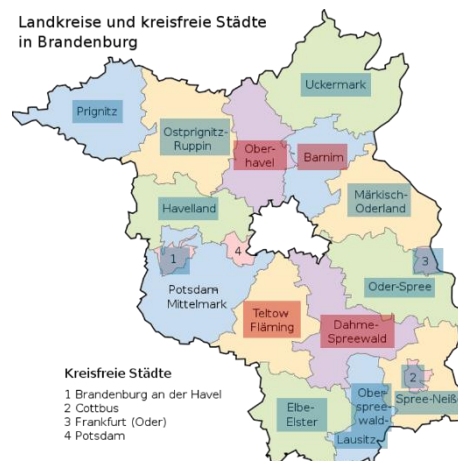 Landkreise und kreisfreie Städte
in Brandenburg
Uckermark
Prignitz
Ostprignitz-
Ruppin
Ober-
havel
Barnim
Märkisch-
Oderland
Havelland
4
1
3
Oder-Spree
Potsdam-
Mittelmark
Teltow
Fläming
Dahme-
Spreewald
Kreisfreie Städte
1 Brandenburg an der Havel
2 Cottbus
3 Frankfurt (Oder)
4 Potsdam
2
Spree-Neiß
Elbe-
Elster
Ober
spree-
wald-
Lausitz